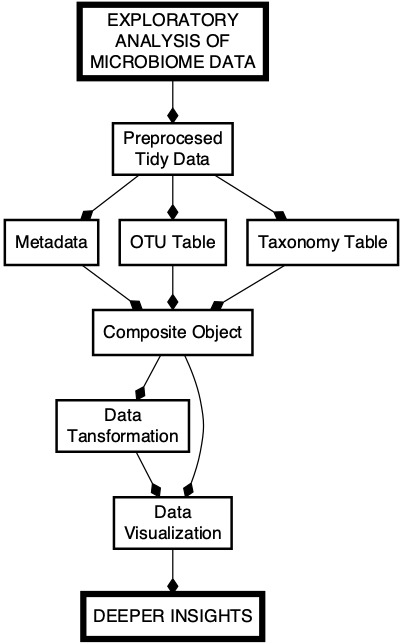 EXPLORATORY
ANALYSIS OF
MICROBIOME DATA
Preprocesed
Tidy Data
Metadata
OTU Table
Taxonomy Table
Composite Object
Data
Tansformation
Data
Visualization
DEEPER INSIGHTS